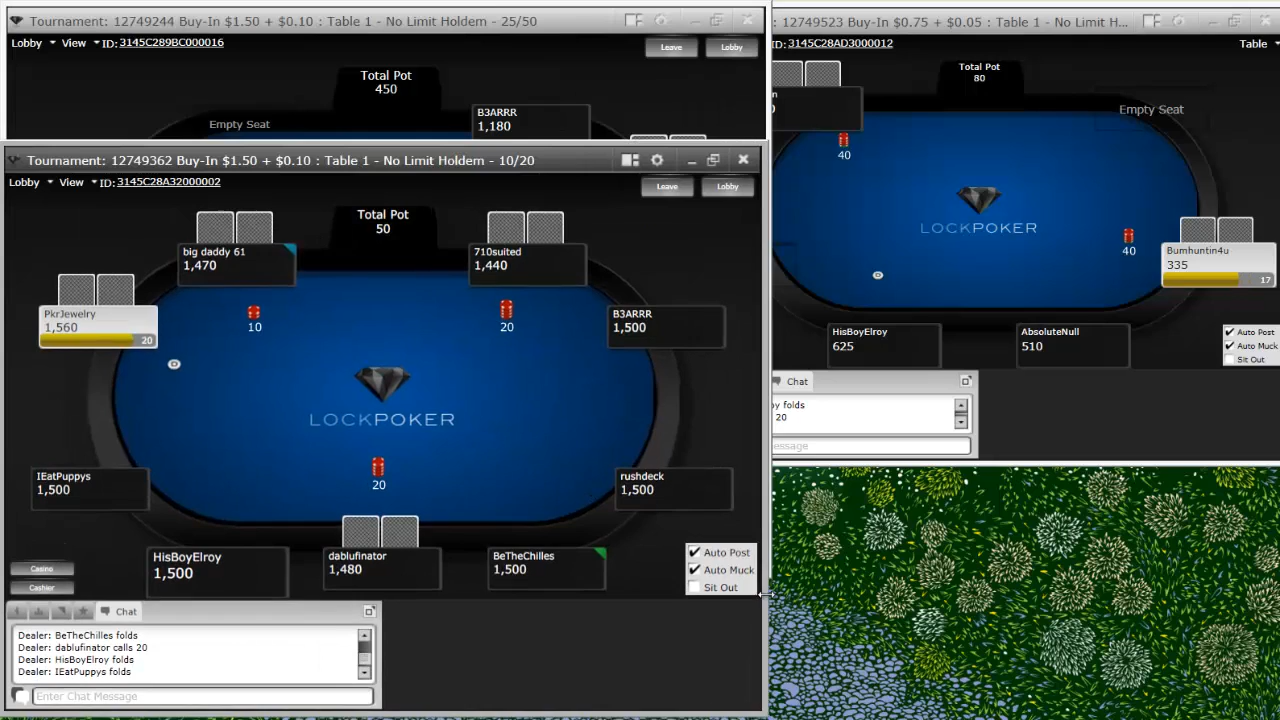 Tournament: 12749244 Buy-In $1.50 + $0.10 : Table 1 - No Limit Holdem - 25/50
Lobby View ID:3145C289BC000016
Leave Lobby
Total Pot
450
Empty Seat
B3ARRR
1,180
Tournament: 12749362 Buy-In $1.50 + $0.10 : Table 1 - No Limit Holdem - 10/20
Lobby View ID:3145C28A32000002
Leave Lobby
Total Pot
50
big daddy 61
1,470
710suited
1,440
PkrJewelry
1,560
20
B3ARRR
1,500
10
20
LOCKPOKER
20
IEatPuppys
1,500
rushdeck
1,500
HisBoyElroy
1,500
dablufinator
1,480
BeTheChilles
1,500
Casino
Cashier
Auto Post
Auto Muck
Sit Out
Chat
Dealer: BeTheChilles folds
Dealer: dablufinator calls 20
Dealer: HisBoyElroy folds
Dealer: IEatPuppys folds
Enter Chat Message
12749523 Buy-In $0.75 + $0.05 : Table 1 - No Limit H...
ID:3145C28AD3000012
Table
Total Pot
80
Empty Seat
40
LOCKPOKER
40
Bumhuntin4u
335
17
HisBoyElroy
625
AbsoluteNull
510
Auto Post
Auto Muck
Sit Out
Chat
oy folds
20
essage